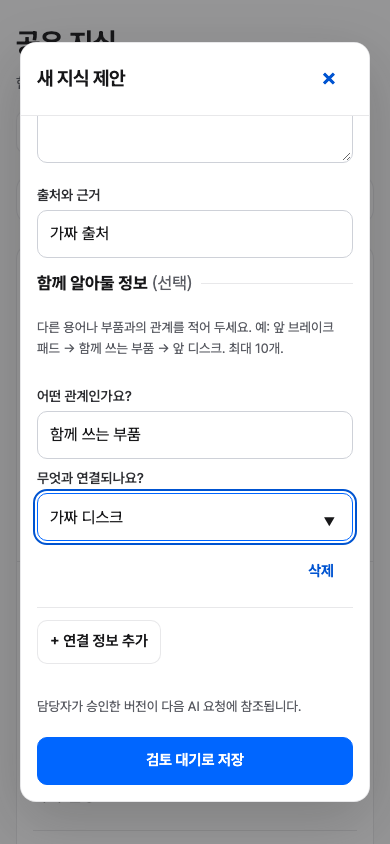 공유 지식
새 지식 제안
출처와 근거
가짜 출처
함께 알아둘 정보 (선택)
다른 용어나 부품과의 관계를 적어 두세요. 예: 앞 브레이크
패드 → 함께 쓰는 부품 → 앞 디스크. 최대 10개.
어떤 관계인가요?
함께 쓰는 부품
무엇과 연결되나요?
가짜 디스크
삭제
+ 연결 정보 추가
담당자가 승인한 버전이 다음 AI 요청에 참조됩니다.
검토 대기로 저장